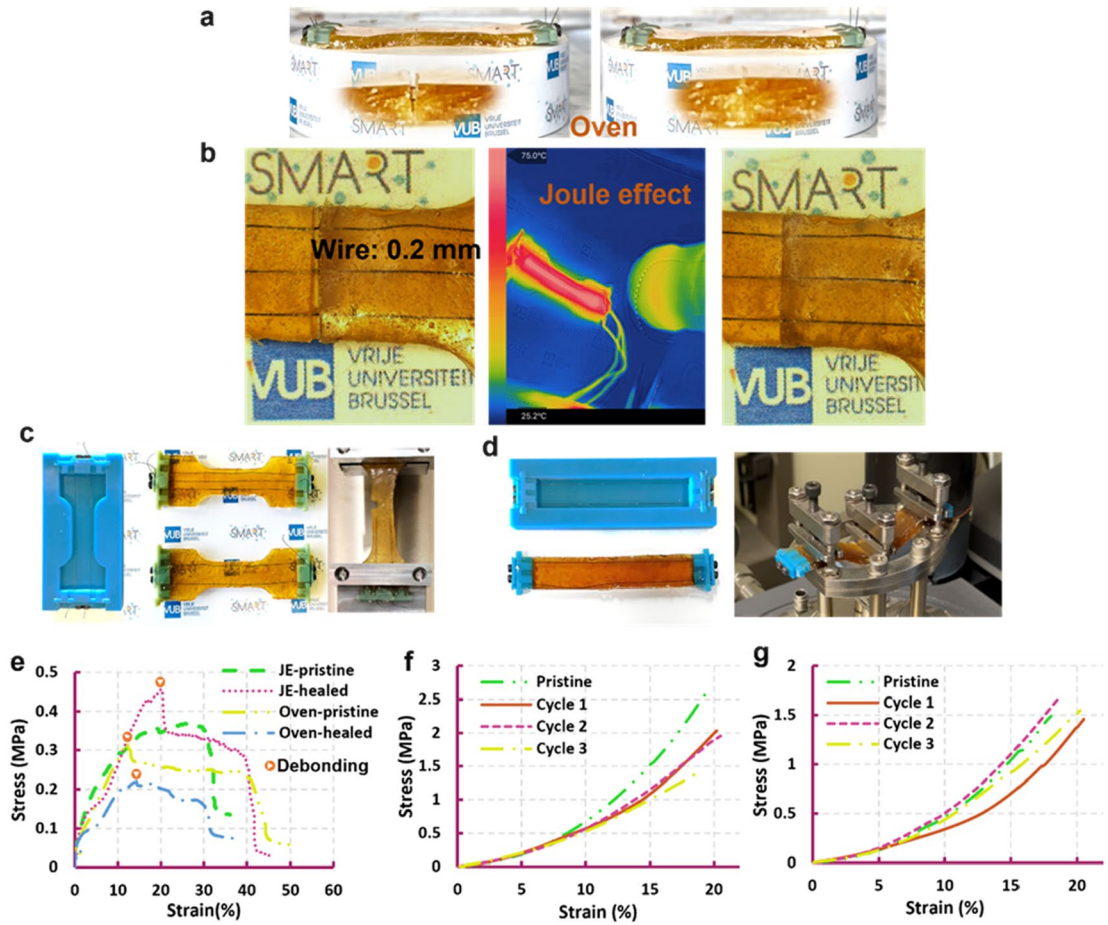 a
SMART
VUB
SMART
SMART
VUB
VRIJE
UNIVERSITEIT
BRUSSEL
SMART
VUB
SMART
Oven
b
SMART
Wire: 0.2 mm
VUB
VRIJE
UNIVERSITEIT
BRUSSEL
75.0°C
Joule effect
25.2°C
SMART
VUB
VRIJE
UNIVERSITEIT
BRUSSEL
c
SMART
VUB
SMART
VUB
d
e
Stress (MPa)
0.5
0.4
0.3
0.2
0.1
0
0 10 20 30 40 50 60
Strain(%)
JE-pristine
JE-healed
Oven-pristine
Oven-healed
Debonding
f
Stress (MPa)
3
2.5
2
1.5
1
0.5
0
0 5 10 15 20
Strain (%)
Pristine
Cycle 1
Cycle 2
Cycle 3
g
Stress (MPa)
2
1.5
1
0.5
0
0 5 10 15 20
Strain (%)
Pristine
Cycle 1
Cycle 2
Cycle 3